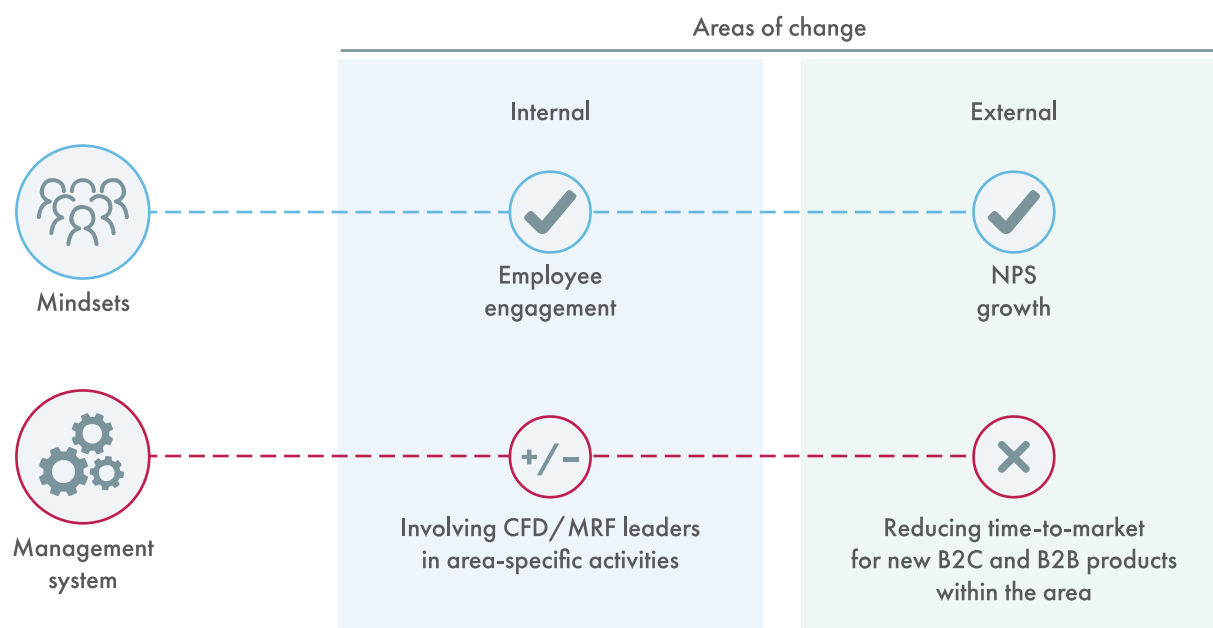 Areas of change
Internal
External
Mindsets
Employee
engagement
NPS
growth
+/−
Management
system
Involving CFD/MRF leaders
in area-specific activities
Reducing time-to-market
for new B2C and B2B products
within the area